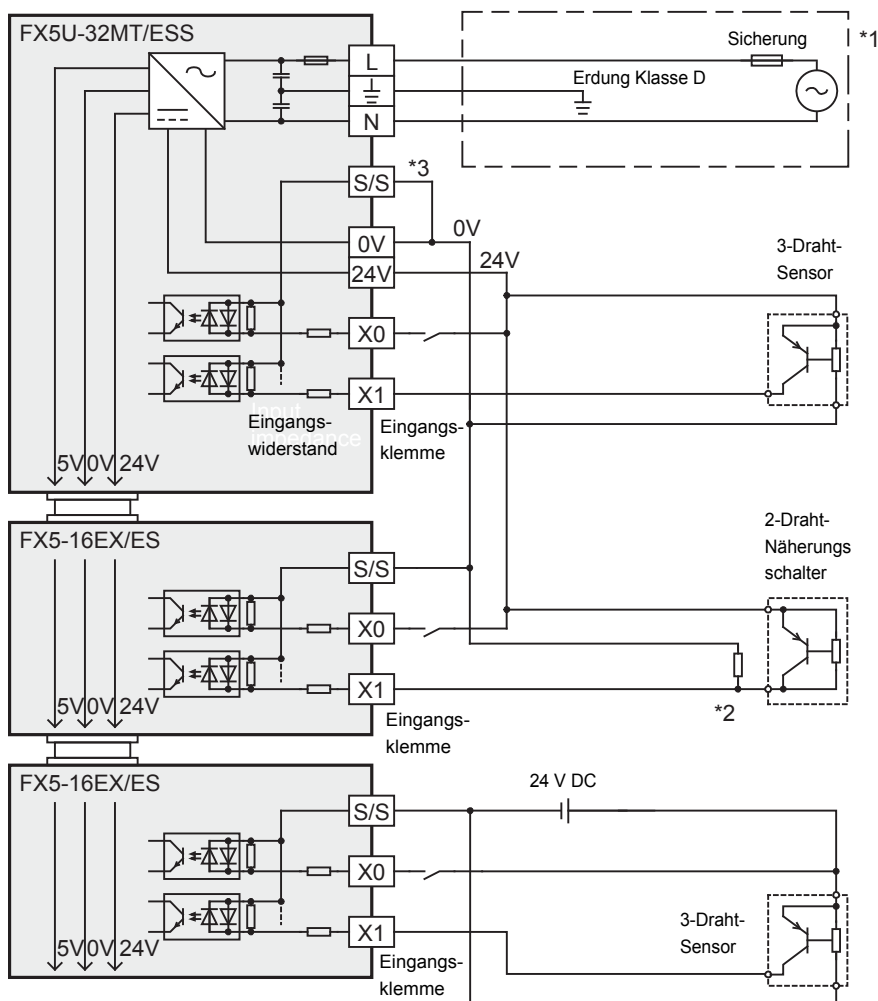 FX5U-32MT/ESS
L
Sicherung
*1
Erdung Klasse D
N
S/S
*3
0V
0V
3-Draht-
Sensor
24V
24V
X0
X1
Input
impedance
Eingangs-
widerstand
Eingangs-
klemme
5V 0V 24V
FX5-16EX/ES
2-Draht-
Näherungs
schalter
S/S
X0
X1
*2
5V 0V 24V
Eingangs-
klemme
FX5-16EX/ES
24 V DC
S/S
X0
X1
3-Draht-
Sensor
5V 0V 24V
Eingangs-
klemme